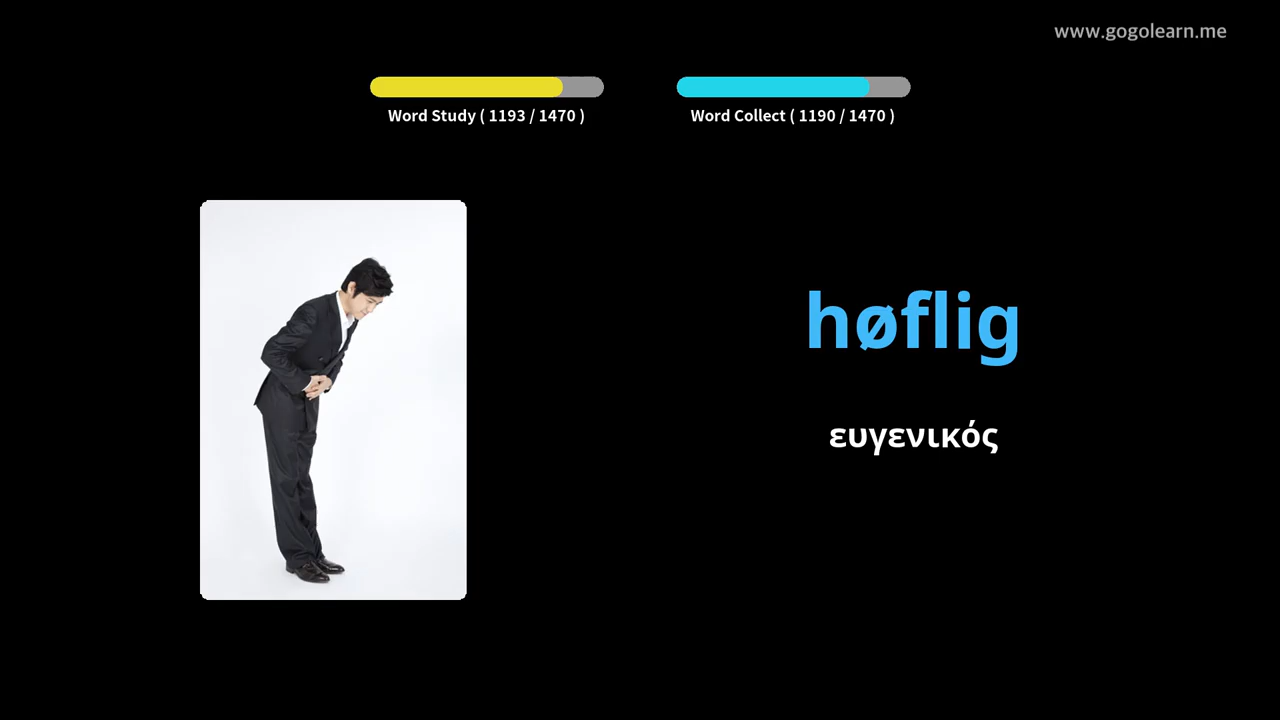 www.gogolearn.me
Word Study ( 1193 / 1470 )
Word Collect ( 1190 / 1470 )
høflig
ευγενικός